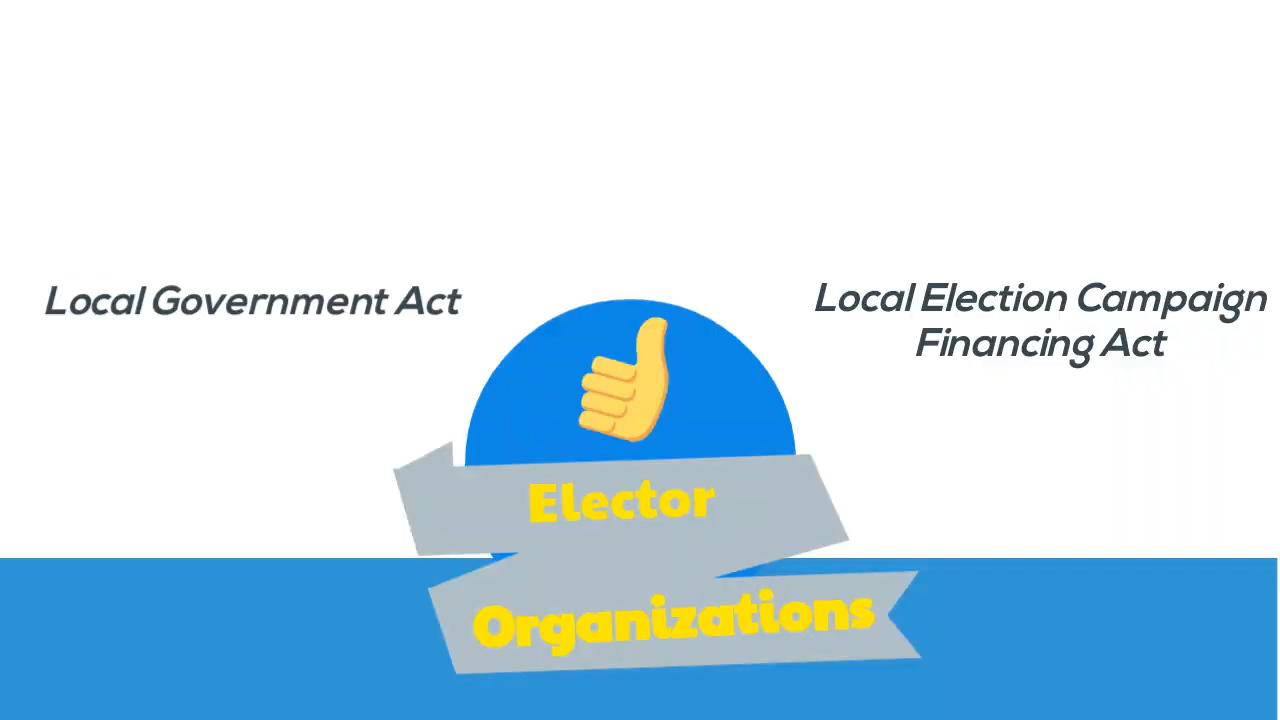 Local Government Act
Local Election Campaign
Financing Act
Elector
Organizations